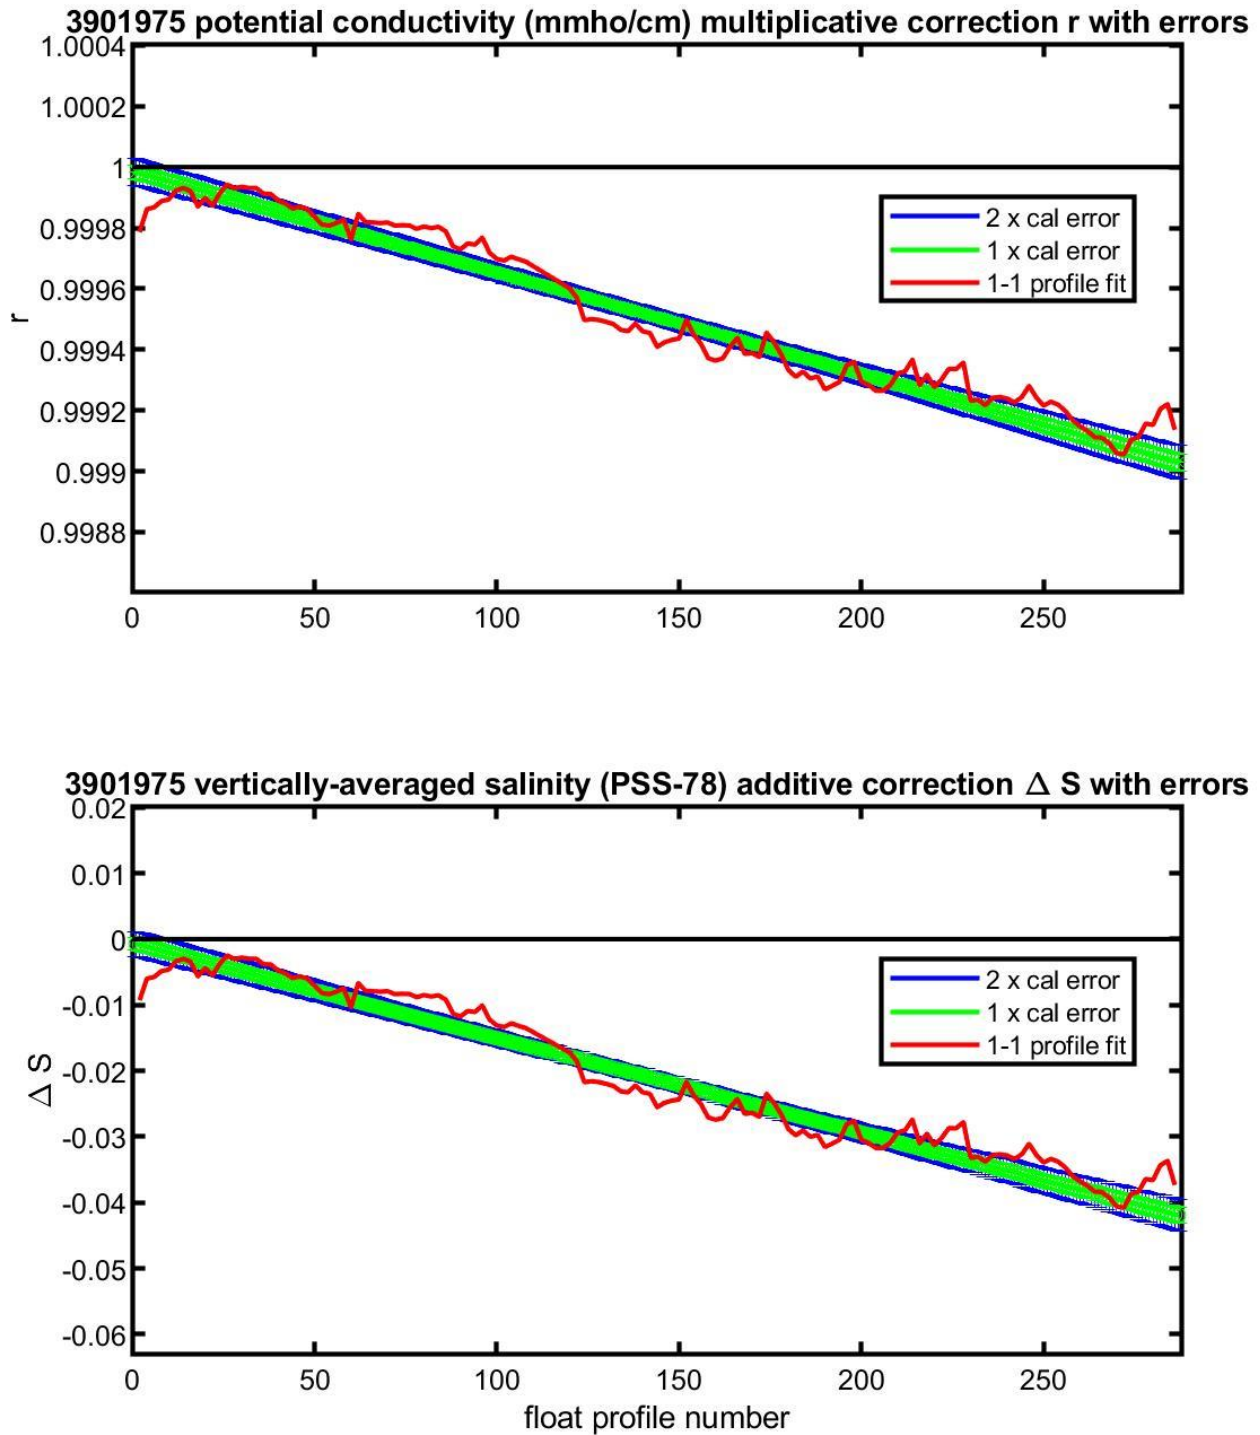 3901975 potential conductivity (mmho/cm) multiplicative correction r with errors
1.0004
1.0002
1
0.9998
0.9996
0.9994
0.9992
0.999
0.9988
r
2 x cal error
1 x cal error
1-1 profile fit
0 50 100 150 200 250
3901975 vertically-averaged salinity (PSS-78) additive correction Δ S with errors
0.02
0.01
0
-0.01
-0.02
-0.03
-0.04
-0.05
-0.06
Δ S
2 x cal error
1 x cal error
1-1 profile fit
0 50 100 150 200 250
float profile number